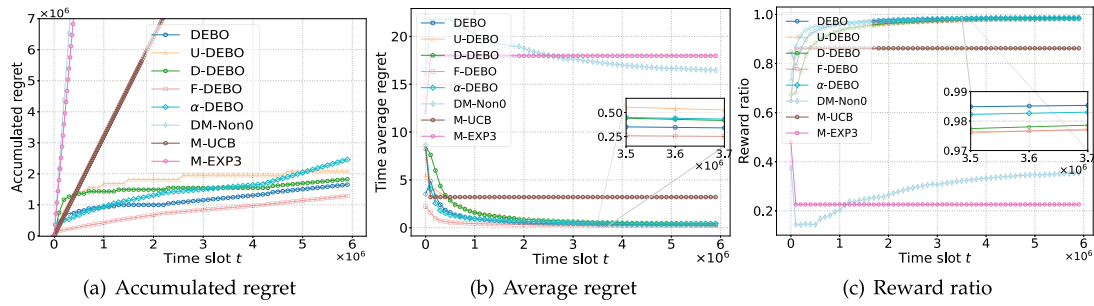 Accumulated regret
7
6
5
4
3
2
1
0
×10⁶
DEBO
U-DEBO
D-DEBO
F-DEBO
α-DEBO
DM-Non0
M-UCB
M-EXP3
0 1 2 3 4 5 6
Time slot t ×10⁶
(a) Accumulated regret
Time average regret
20
15
10
5
0
DEBO
U-DEBO
D-DEBO
F-DEBO
α-DEBO
DM-Non0
M-UCB
M-EXP3
0.50
0.25
3.5 3.6 3.7
×10⁶
0 1 2 3 4 5 6
Time slot t ×10⁶
(b) Average regret
Reward ratio
1.0
0.8
0.6
0.4
0.2
DEBO
U-DEBO
D-DEBO
F-DEBO
α-DEBO
DM-Non0
M-UCB
M-EXP3
0.99
0.98
0.97
3.5 3.6 3.7
×10⁶
0 1 2 3 4 5 6
Time slot t ×10⁶
(c) Reward ratio